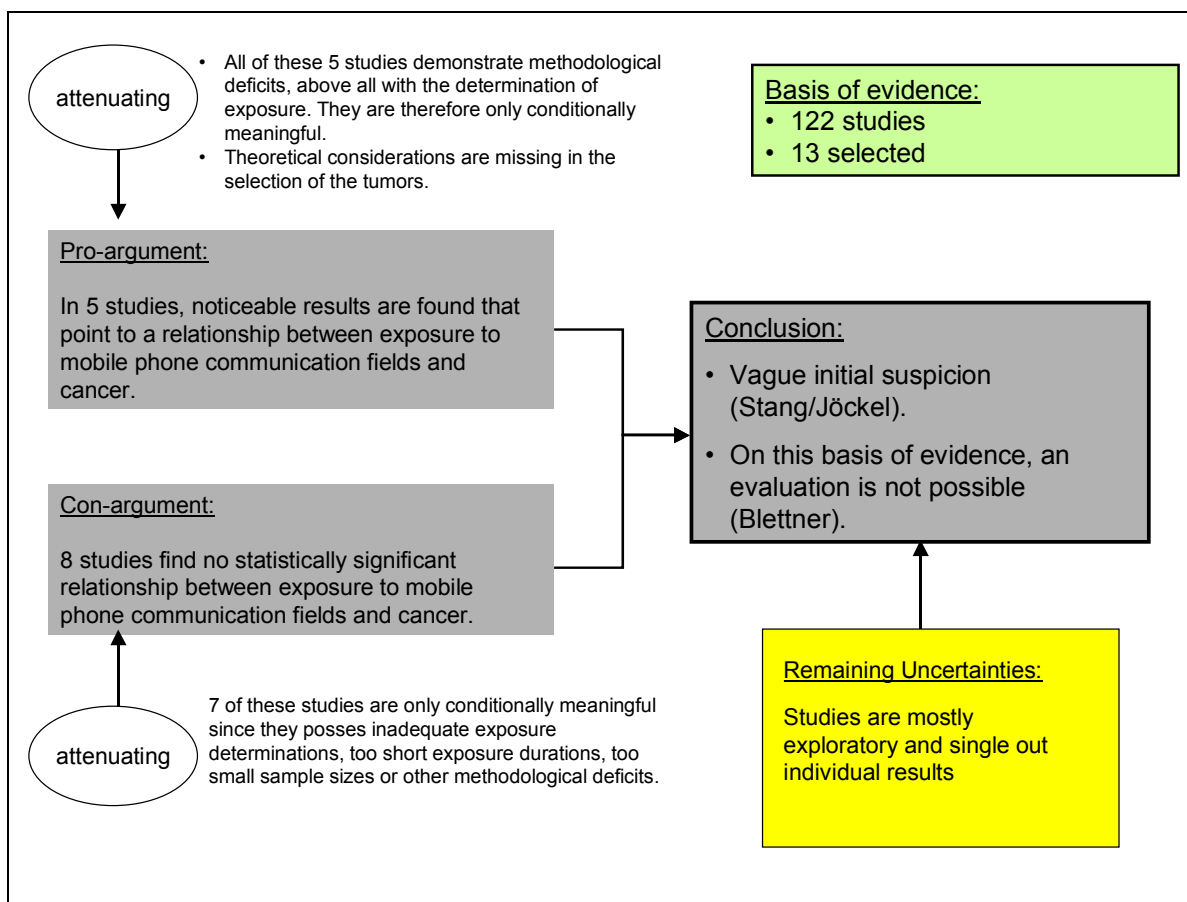 attenuating
• All of these 5 studies demonstrate methodological
deficits, above all with the determination of
exposure. They are therefore only conditionally
meaningful.
• Theoretical considerations are missing in the
selection of the tumors.
Basis of evidence:
• 122 studies
• 13 selected
Pro-argument:
In 5 studies, noticeable results are found that
point to a relationship between exposure to
mobile phone communication fields and
cancer.
Con-argument:
8 studies find no statistically significant
relationship between exposure to mobile
phone communication fields and cancer.
Conclusion:
• Vague initial suspicion
(Stang/Jöckel).
• On this basis of evidence, an
evaluation is not possible
(Blettner).
attenuating
7 of these studies are only conditionally meaningful
since they posses inadequate exposure
determinations, too short exposure durations, too
small sample sizes or other methodological deficits.
Remaining Uncertainties:
Studies are mostly
exploratory and single out
individual results